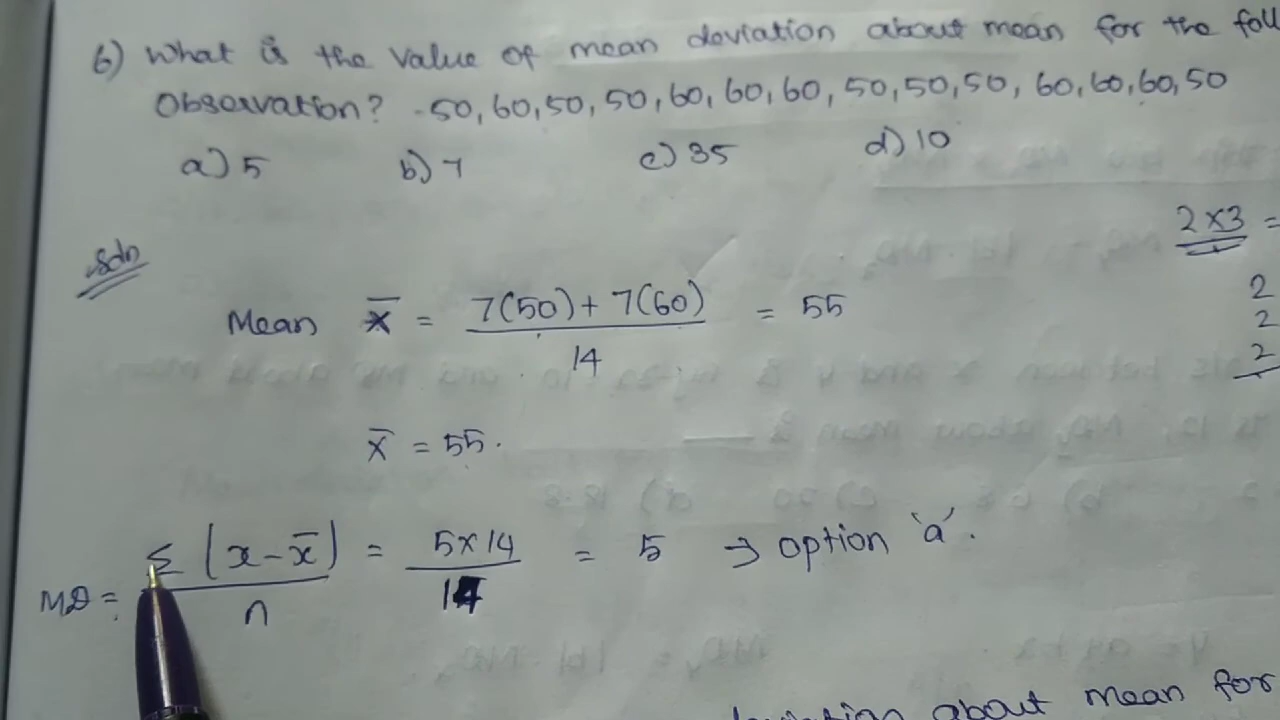 6) What is the value of mean deviation about mean for the foll
Observation? 50, 60, 50, 50, 60, 60, 60, 50, 50, 50, 60, 60, 60, 50
a) 5 b) 7 c) 35 d) 10
2×3 =
Soln
2
2
2
Mean x̄ = 7(50) + 7(60) / 14 = 55
x̄ = 55.
MD = Σ |x - x̄| / n = 5×14 / 14 = 5 → option 'a'.
deviation about mean for